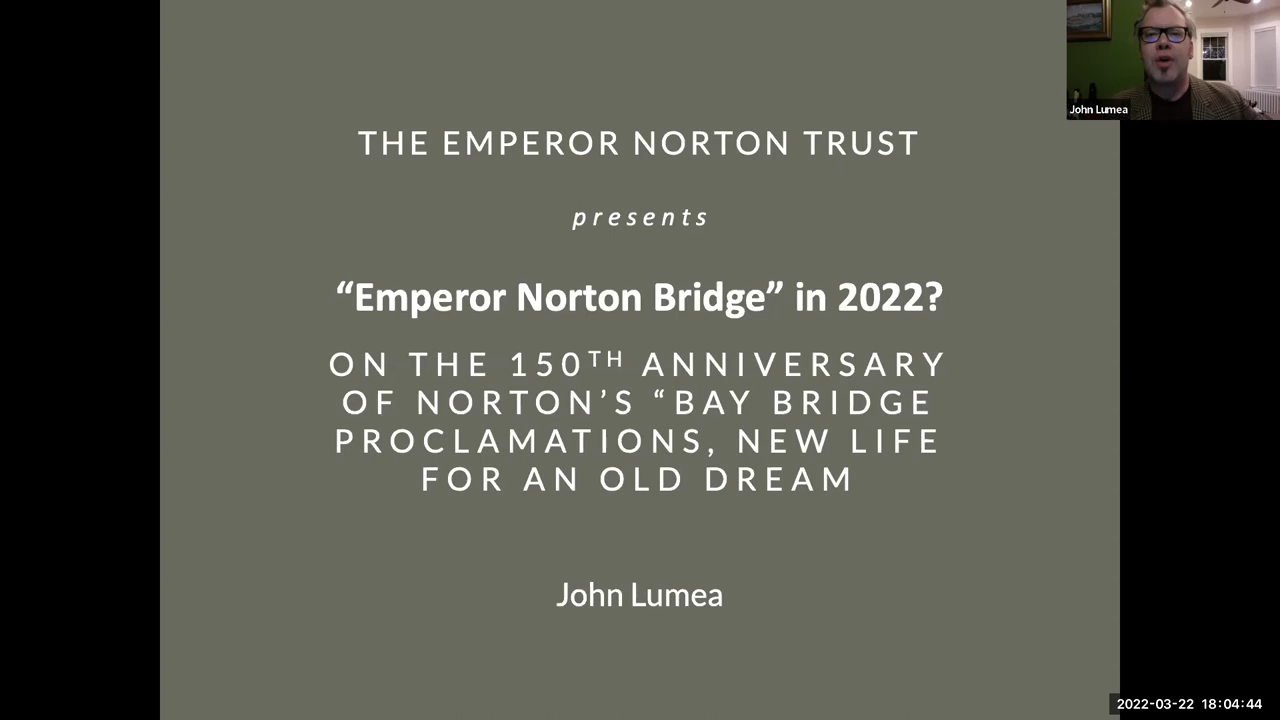 THE EMPEROR NORTON TRUST
presents
“Emperor Norton Bridge” in 2022?
ON THE 150TH ANNIVERSARY
OF NORTON’S “BAY BRIDGE
PROCLAMATIONS, NEW LIFE
FOR AN OLD DREAM
John Lumea
John Lumea
2022-03-22 18:04:44